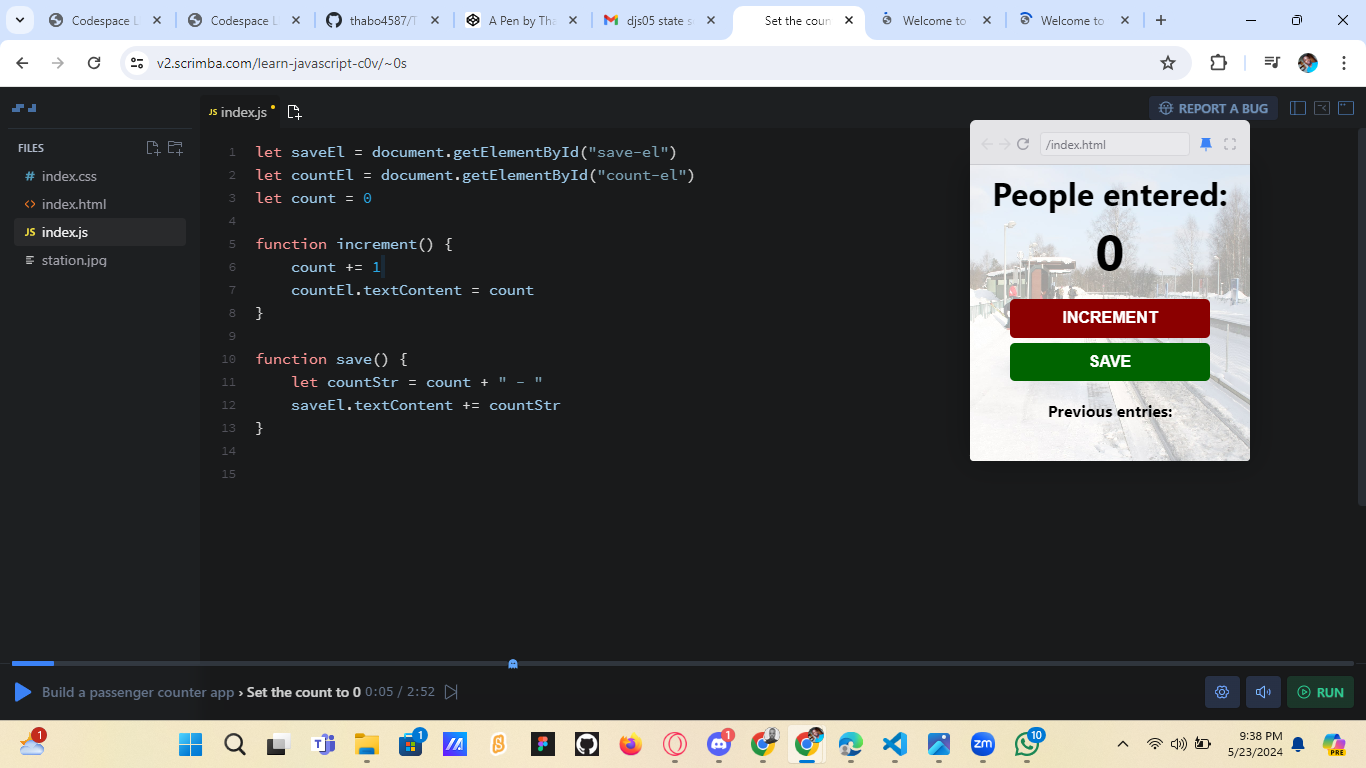 Codespace L
Codespace L
thabo4587/T
A Pen by Tha
djs05 state s
Set the coun
Welcome to
Welcome to
v2.scrimba.com/learn-javascript-c0v/~0s
JS index.js
REPORT A BUG
FILES
# index.css
<> index.html
JS index.js
station.jpg
1 let saveEl = document.getElementById("save-el")
2 let countEl = document.getElementById("count-el")
3 let count = 0
4
5 function increment() {
6 count += 1
7 countEl.textContent = count
8 }
9
10 function save() {
11 let countStr = count + " - "
12 saveEl.textContent += countStr
13 }
14
15
/index.html
People entered:
0
INCREMENT
SAVE
Previous entries:
Build a passenger counter app › Set the count to 0 0:05 / 2:52
RUN
1
1
1
zm
10
9:38 PM
5/23/2024
PRE